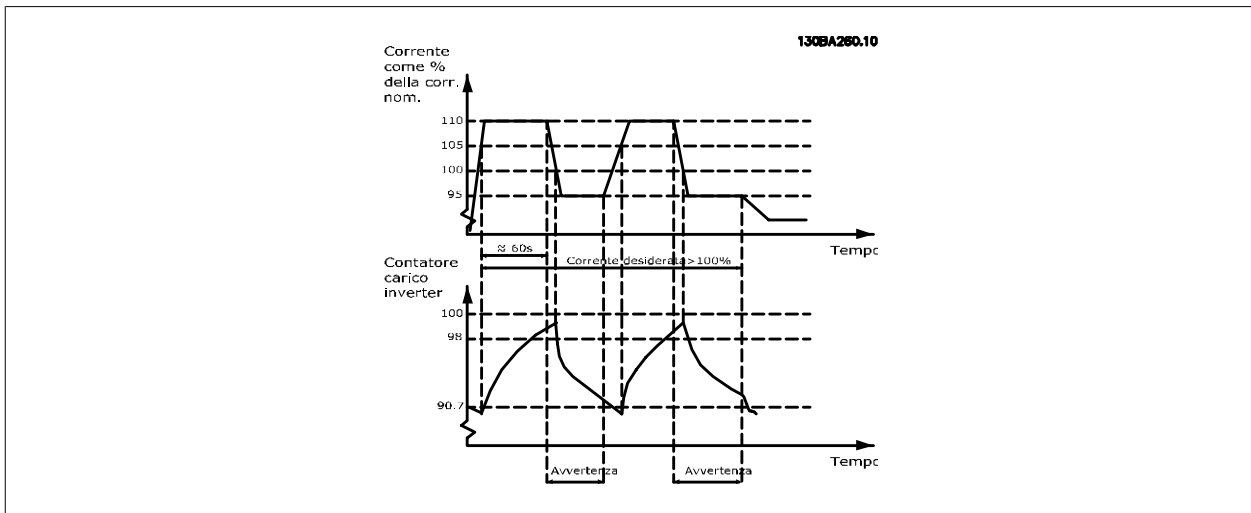 130BA260.10
Corrente
come %
della corr.
nom.
110
105
100
95
Tempo
≈ 60s
Corrente desiderata>100%
Contatore
carico
inverter
100
98
90.7
Tempo
Avvertenza
Avvertenza